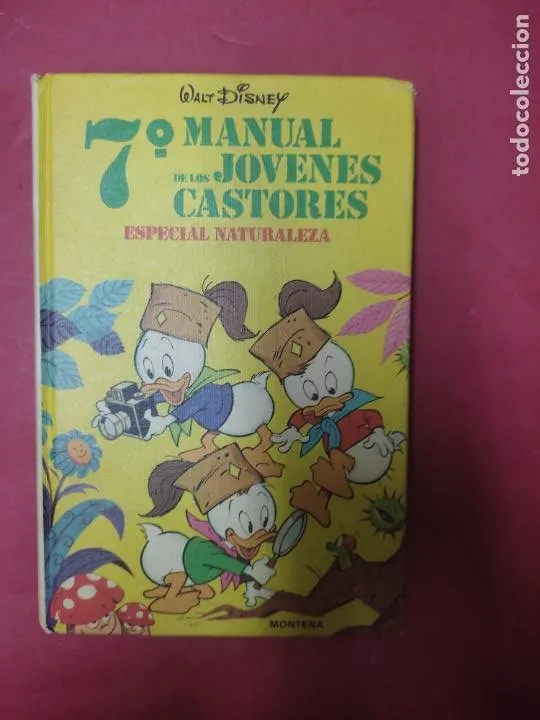 WALT DISNEY
7º MANUAL
DE LOS JOVENES
CASTORES
ESPECIAL NATURALEZA
MONTENA
todocoleccion